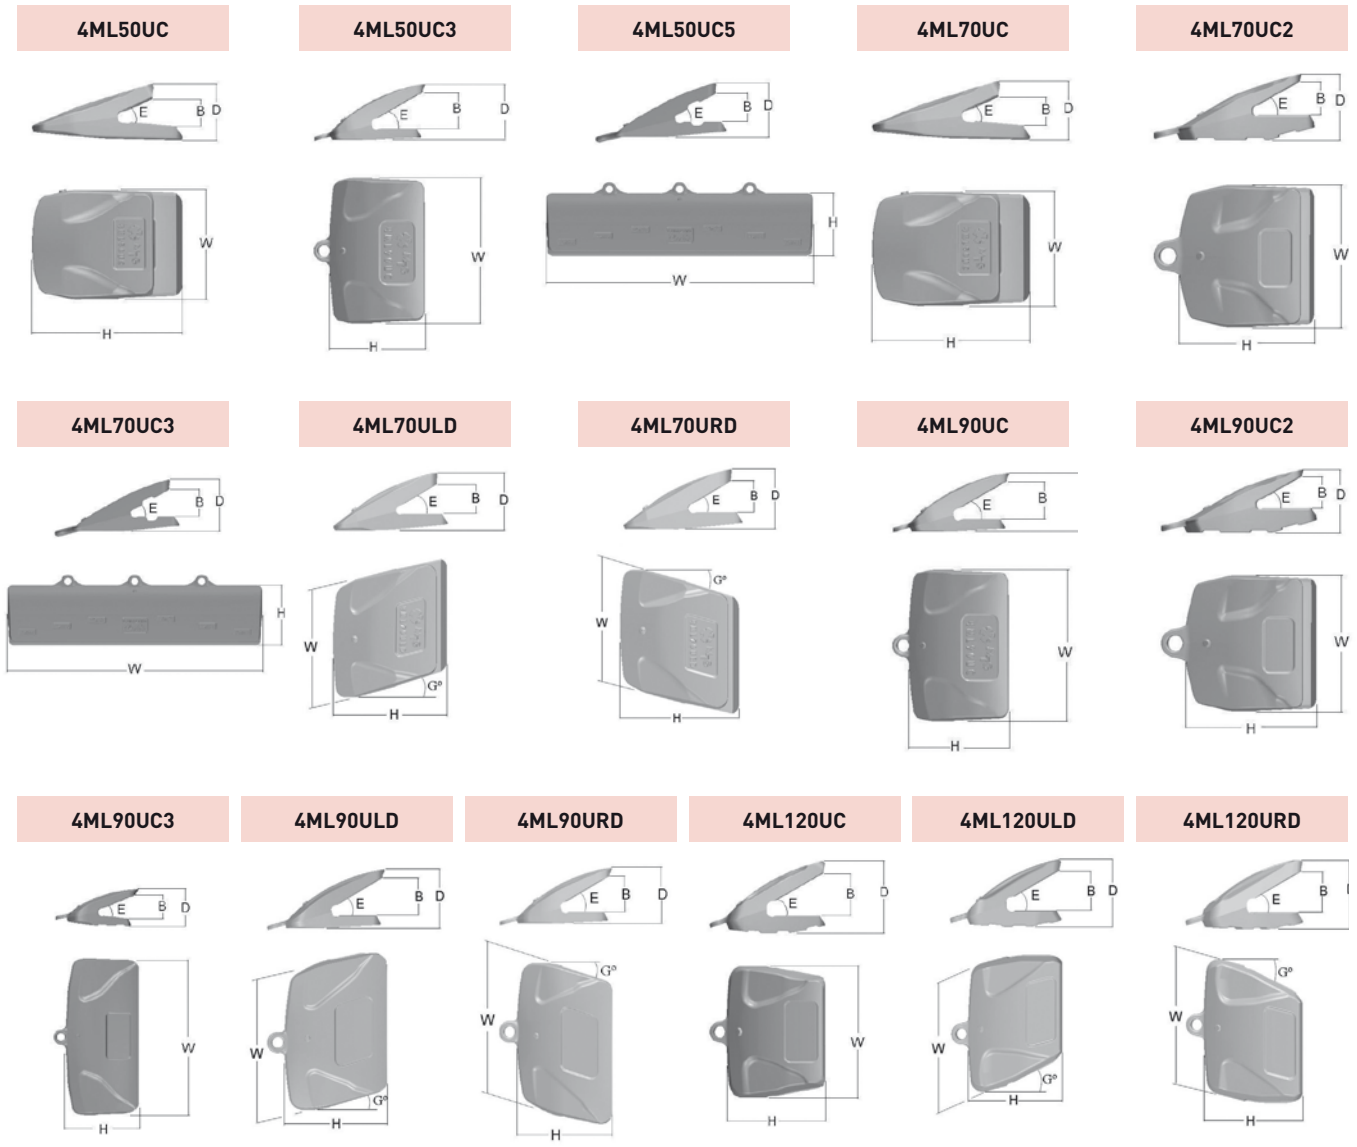 4ML50UC 4ML50UC3 4ML50UC5 4ML70UC 4ML70UC2
E B D E B D E B D E B D E B D
W H W H H W W H W H
4ML70UC3 4ML70ULD 4ML70URD 4ML90UC 4ML90UC2
E B D E B D E B D E B E B D
H W W G° H G° W H W H W H
4ML90UC3 4ML90ULD 4ML90URD 4ML120UC 4ML120ULD 4ML120URD
E B D E B D E B D E B D E B D E B
W H W G° H G° W H W H W G° H G° W H